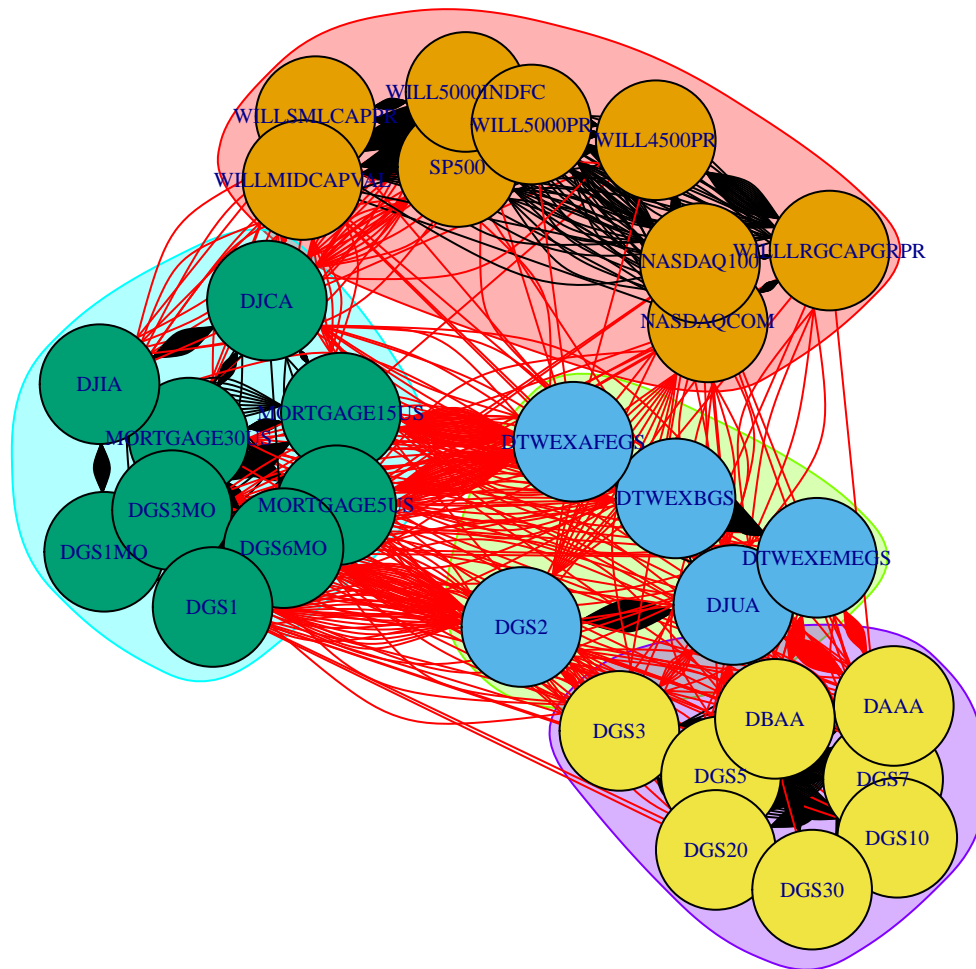 WILL5000INDFC
WILLSMLCAPPR
WILL5000PR
WILL4500PR
SP500
WILLMIDCAPVAL
WILLLRGCAPGRPR
NASDAQ100
DJCA
NASDAQCOM
DJIA
MORTGAGE15US
MORTGAGE30US
DTWEXAFEGS
DTWEXBGS
MORTGAGE5US
DGS3MO
DGS1MO
DGS6MO
DTWEXEMEGS
DGS1
DJUA
DGS2
DAAA
DBAA
DGS3
DGS5
DGS7
DGS10
DGS20
DGS30